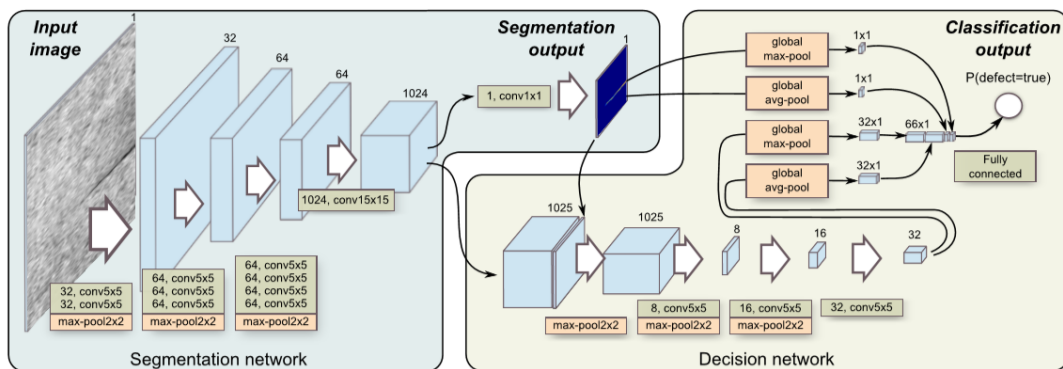 Input
image
1
32
64
64
1024
1024, conv15x15
32, conv5x5
32, conv5x5
max-pool2x2
64, conv5x5
64, conv5x5
64, conv5x5
max-pool2x2
64, conv5x5
64, conv5x5
64, conv5x5
64, conv5x5
max-pool2x2
Segmentation network
Segmentation
output
1
1, conv1x1
Classification
output
P(defect=true)
global
max-pool
1x1
global
avg-pool
1x1
global
max-pool
32x1
66x1
global
avg-pool
32x1
Fully
connected
1025
1025
8
16
32
max-pool2x2
8, conv5x5
max-pool2x2
16, conv5x5
max-pool2x2
32, conv5x5
Decision network